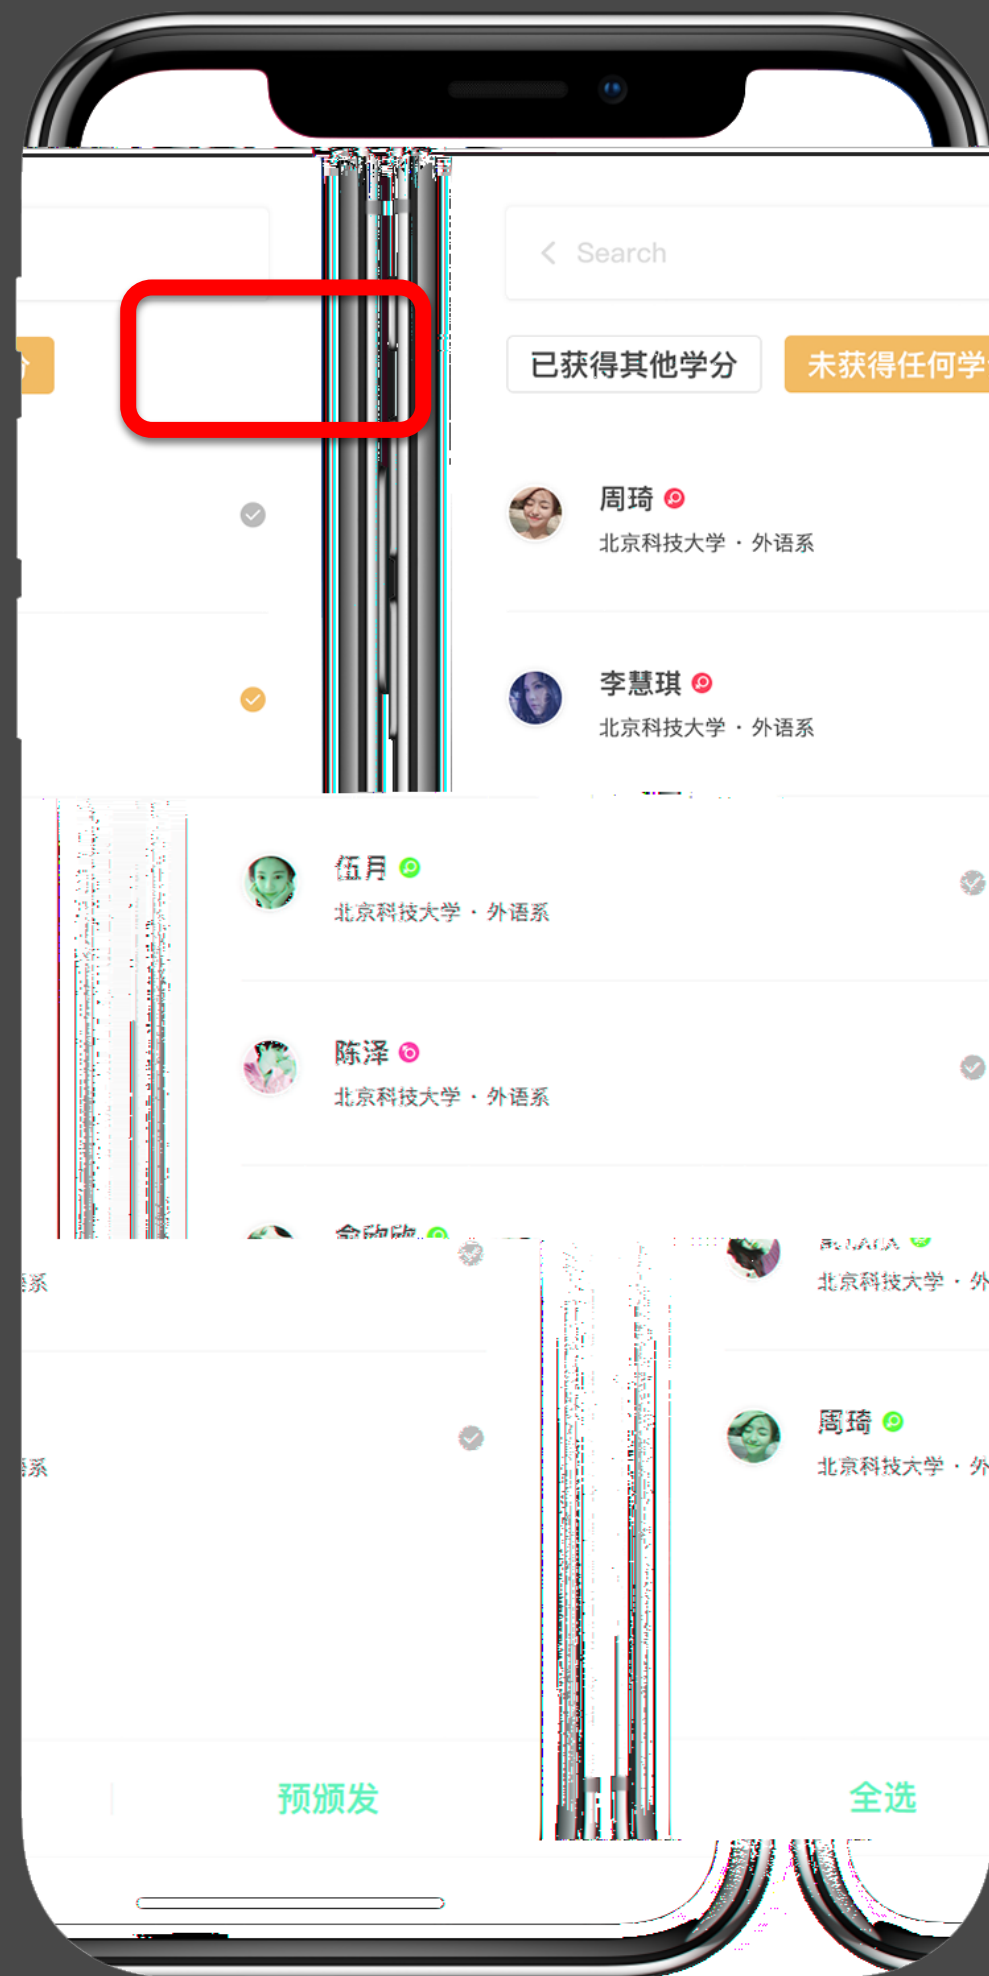 Search
已获得其他学分
未获得任何学
周琦
北京科技大学 · 外语系
李慧琪
北京科技大学 · 外语系
伍月
北京科技大学 · 外语系
陈泽
北京科技大学 · 外语系
系
北京科技大学 · 外
周琦
系
北京科技大学 · 外
预颁发
全选